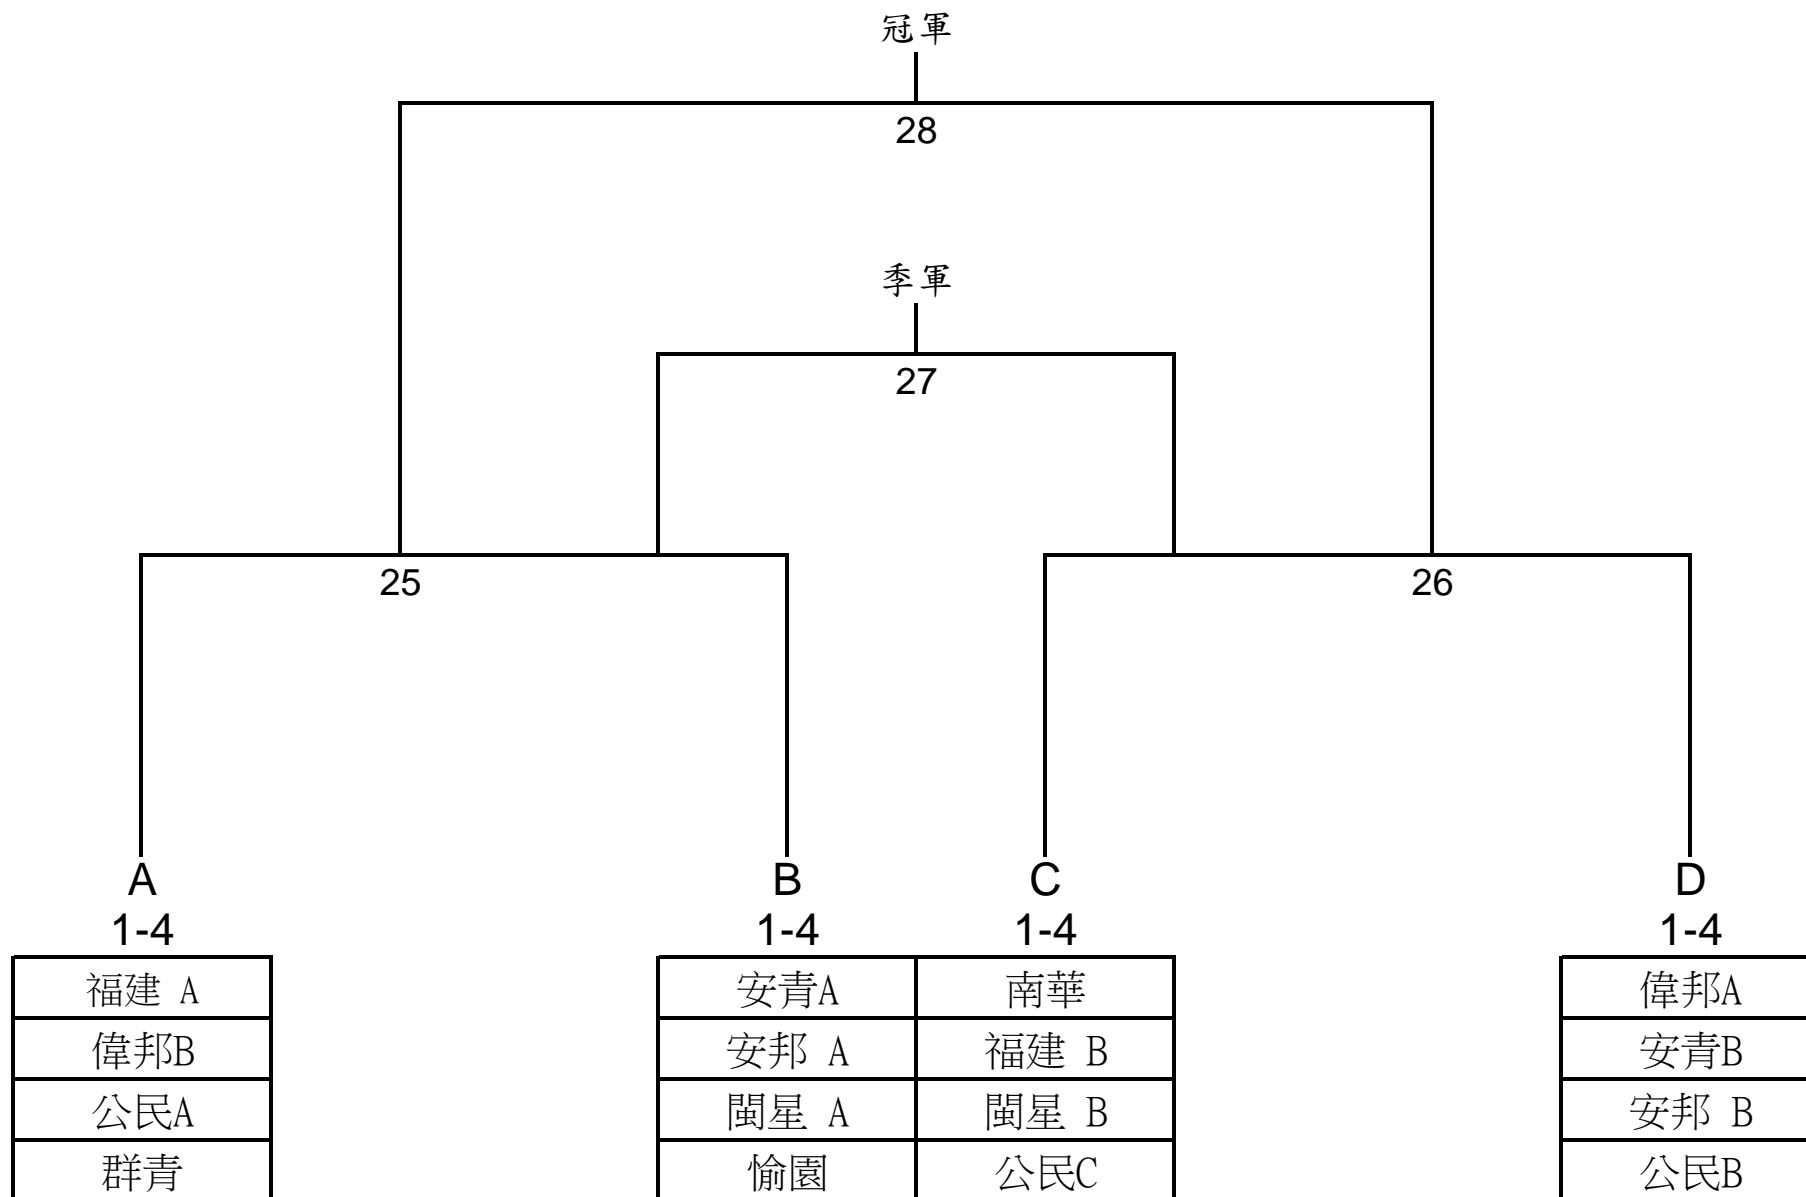 冠軍
28
季軍
27
25 26
A B C D
1-4 1-4 1-4 1-4
福建 A 安青A 南華 偉邦A
偉邦B 安邦 A 福建 B 安青B
公民A 閩星 A 閩星 B 安邦 B
群青 愉園 公民C 公民B